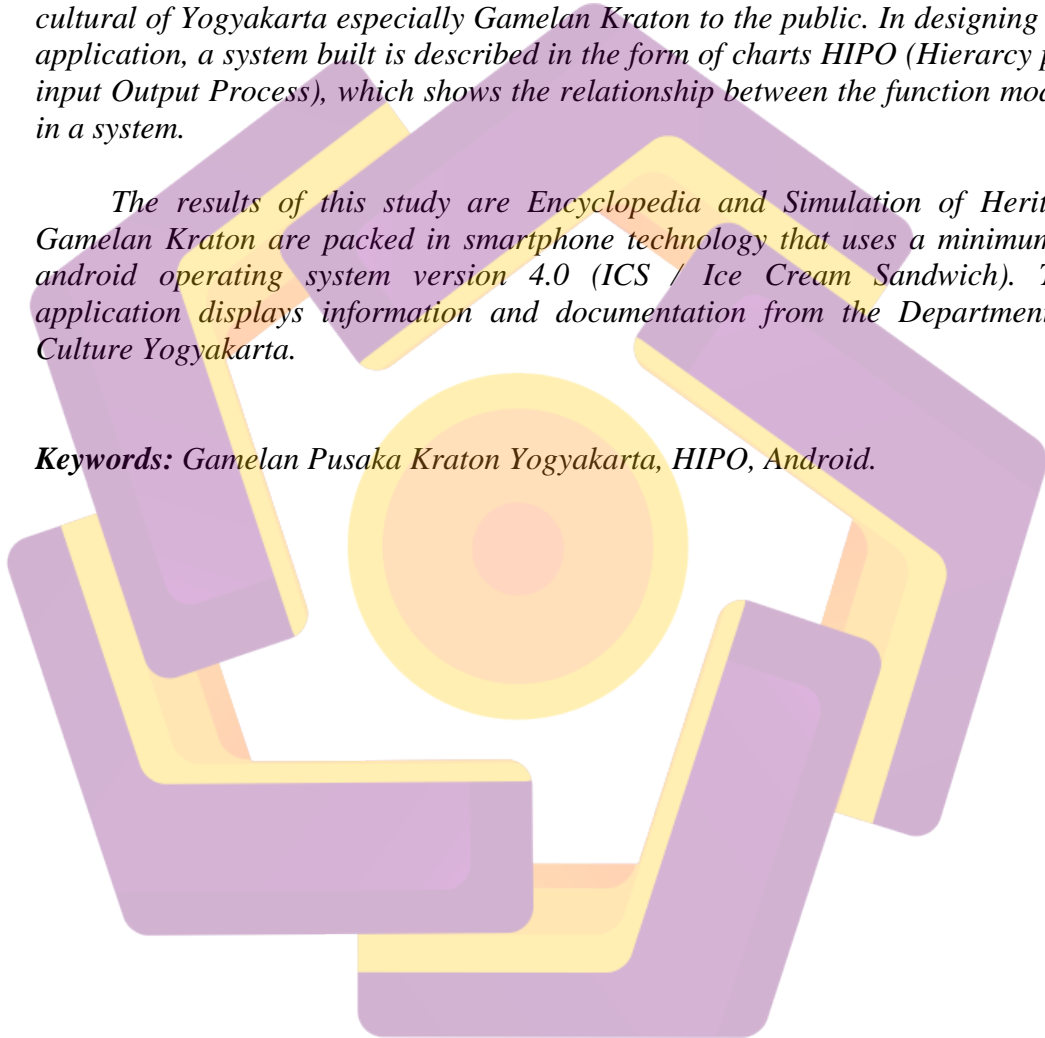 cultural of Yogyakarta especially Gamelan Kraton to the public. In designing
application, a system built is described in the form of charts HIPO (Hierarcy p
input Output Process), which shows the relationship between the function mod
in a system.
The results of this study are Encyclopedia and Simulation of Herit
Gamelan Kraton are packed in smartphone technology that uses a minimum
android operating system version 4.0 (ICS / Ice Cream Sandwich). T
application displays information and documentation from the Department
Culture Yogyakarta.
Keywords: Gamelan Pusaka Kraton Yogyakarta, HIPO, Android.